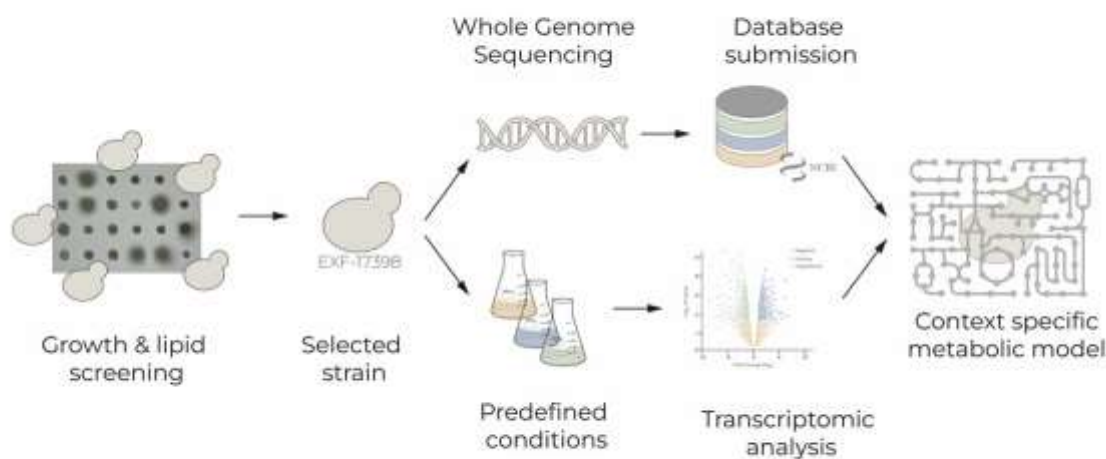 Whole Genome
Sequencing
Database
submission
EXF-17398
Growth & lipid
screening
Selected
strain
Context specific
metabolic model
Predefined
conditions
Transcriptomic
analysis